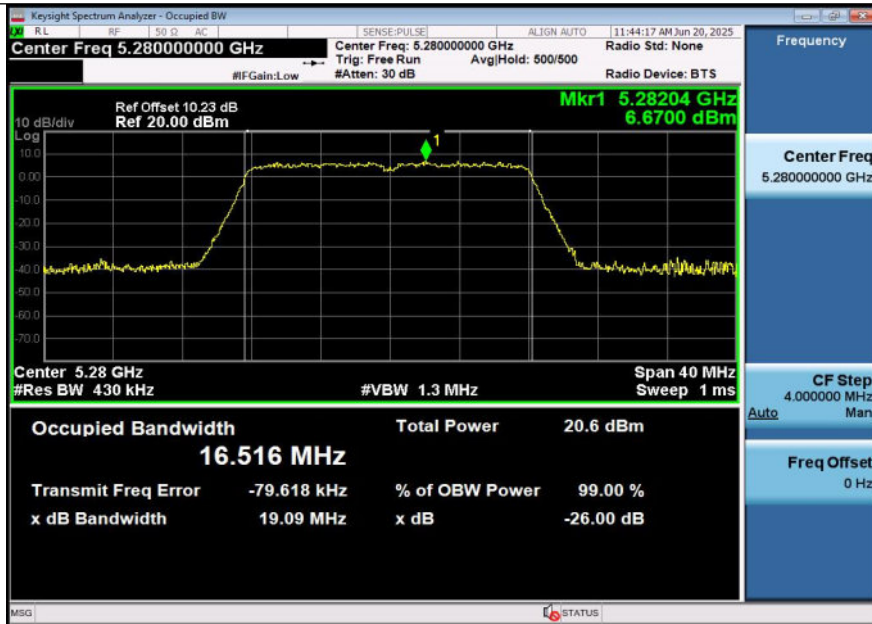 Keysight Spectrum Analyzer - Occupied BW
RL RF 50 Ω AC SENSE:PULSE ALIGN AUTO 11:44:17 AM Jun 20, 2025
Center Freq 5.280000000 GHz Center Freq: 5.280000000 GHz Radio Std: None
Trig: Free Run Avg|Hold: 500/500
#IFGain:Low #Atten: 30 dB Radio Device: BTS
Mkr1 5.28204 GHz
6.6700 dBm
Ref Offset 10.23 dB
10 dB/div Ref 20.00 dBm
Log
1
10.0
0.00
-10.0
-20.0
-30.0
-40.0
-50.0
-60.0
-70.0
Center 5.28 GHz Span 40 MHz
#Res BW 430 kHz #VBW 1.3 MHz Sweep 1 ms
Occupied Bandwidth Total Power 20.6 dBm
16.516 MHz
Transmit Freq Error -79.618 kHz % of OBW Power 99.00 %
x dB Bandwidth 19.09 MHz x dB -26.00 dB
MSG STATUS
Frequency
Center Freq
5.280000000 GHz
CF Step
4.000000 MHz
Auto Man
Freq Offset
0 Hz